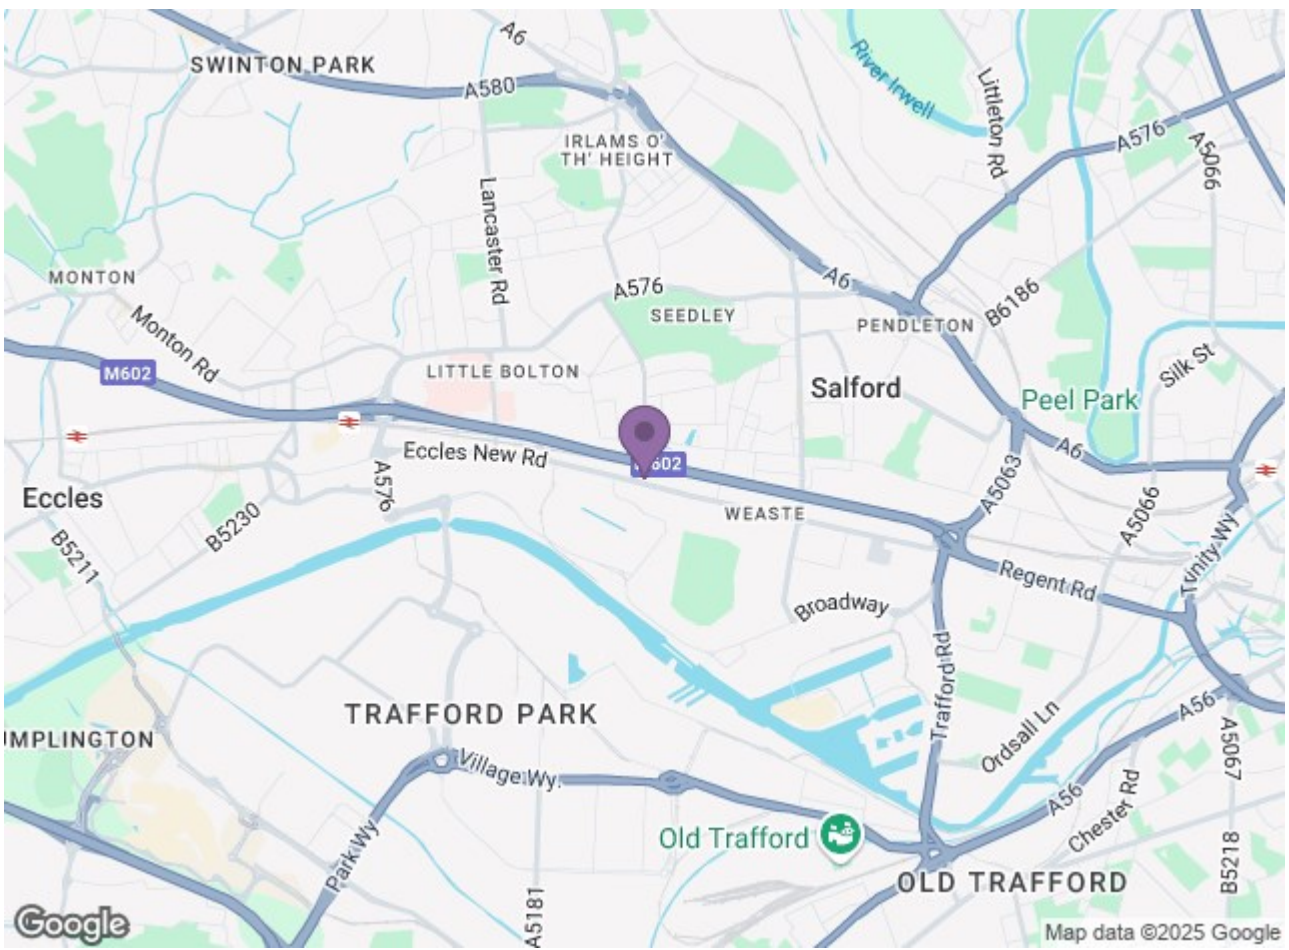 A6
SWINTON PARK
A580
River Irwell
Littleton Rd
A576
A5066
IRLAMS O'
TH' HEIGHT
Lancaster Rd
MONTON
A576
A6
SEEDLEY
B6186
PENDLETON
Monton Rd
M602
LITTLE BOLTON
Salford
Silk St
Peel Park
Eccles New Rd
A6
Eccles
A576
A5063
WEASTE
A5066
B5230
B5211
Trinity Wy
Regent Rd
Broadway
Trafford Rd
TRAFFORD PARK
A56
UMPLINGTON
Ordsall Ln
A5067
Village Wy.
A56
Chester Rd
Old Trafford
Park Wy
B5218
OLD TRAFFORD
A5181
Google
Map data ©2025 Google